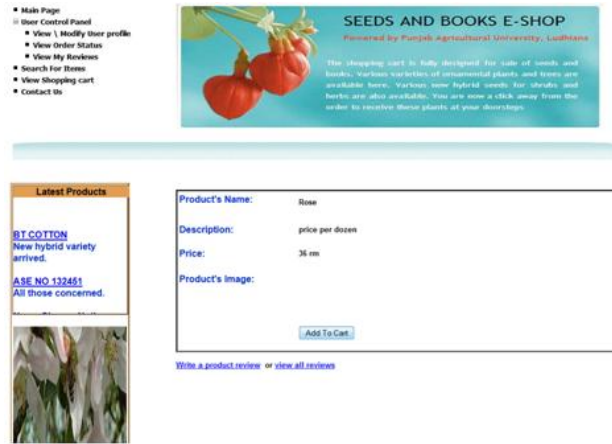 Main Page
User Control Panel
View \ Modify User profile
View Order Status
View My Reviews
Search For Items
View Shopping cart
Contact Us
SEEDS AND BOOKS E-SHOP
Powered by Punjab Agricultural University, Ludhiana
The shopping cart is fully designed for sale of seeds and
books. Various varieties of ornamental plants and trees are
available here. Various new hybrid seeds for shrubs and
herbs are also available. You are now a click away from the
order to receive these plants at your doorsteps
Latest Products
BT COTTON
New hybrid variety
arrived.
ASE NO 132451
All those concerned.
Product's Name: Rose
Description: price per dozen
Price: 36 rm
Product's Image:
Add To Cart
Write a product review or view all reviews